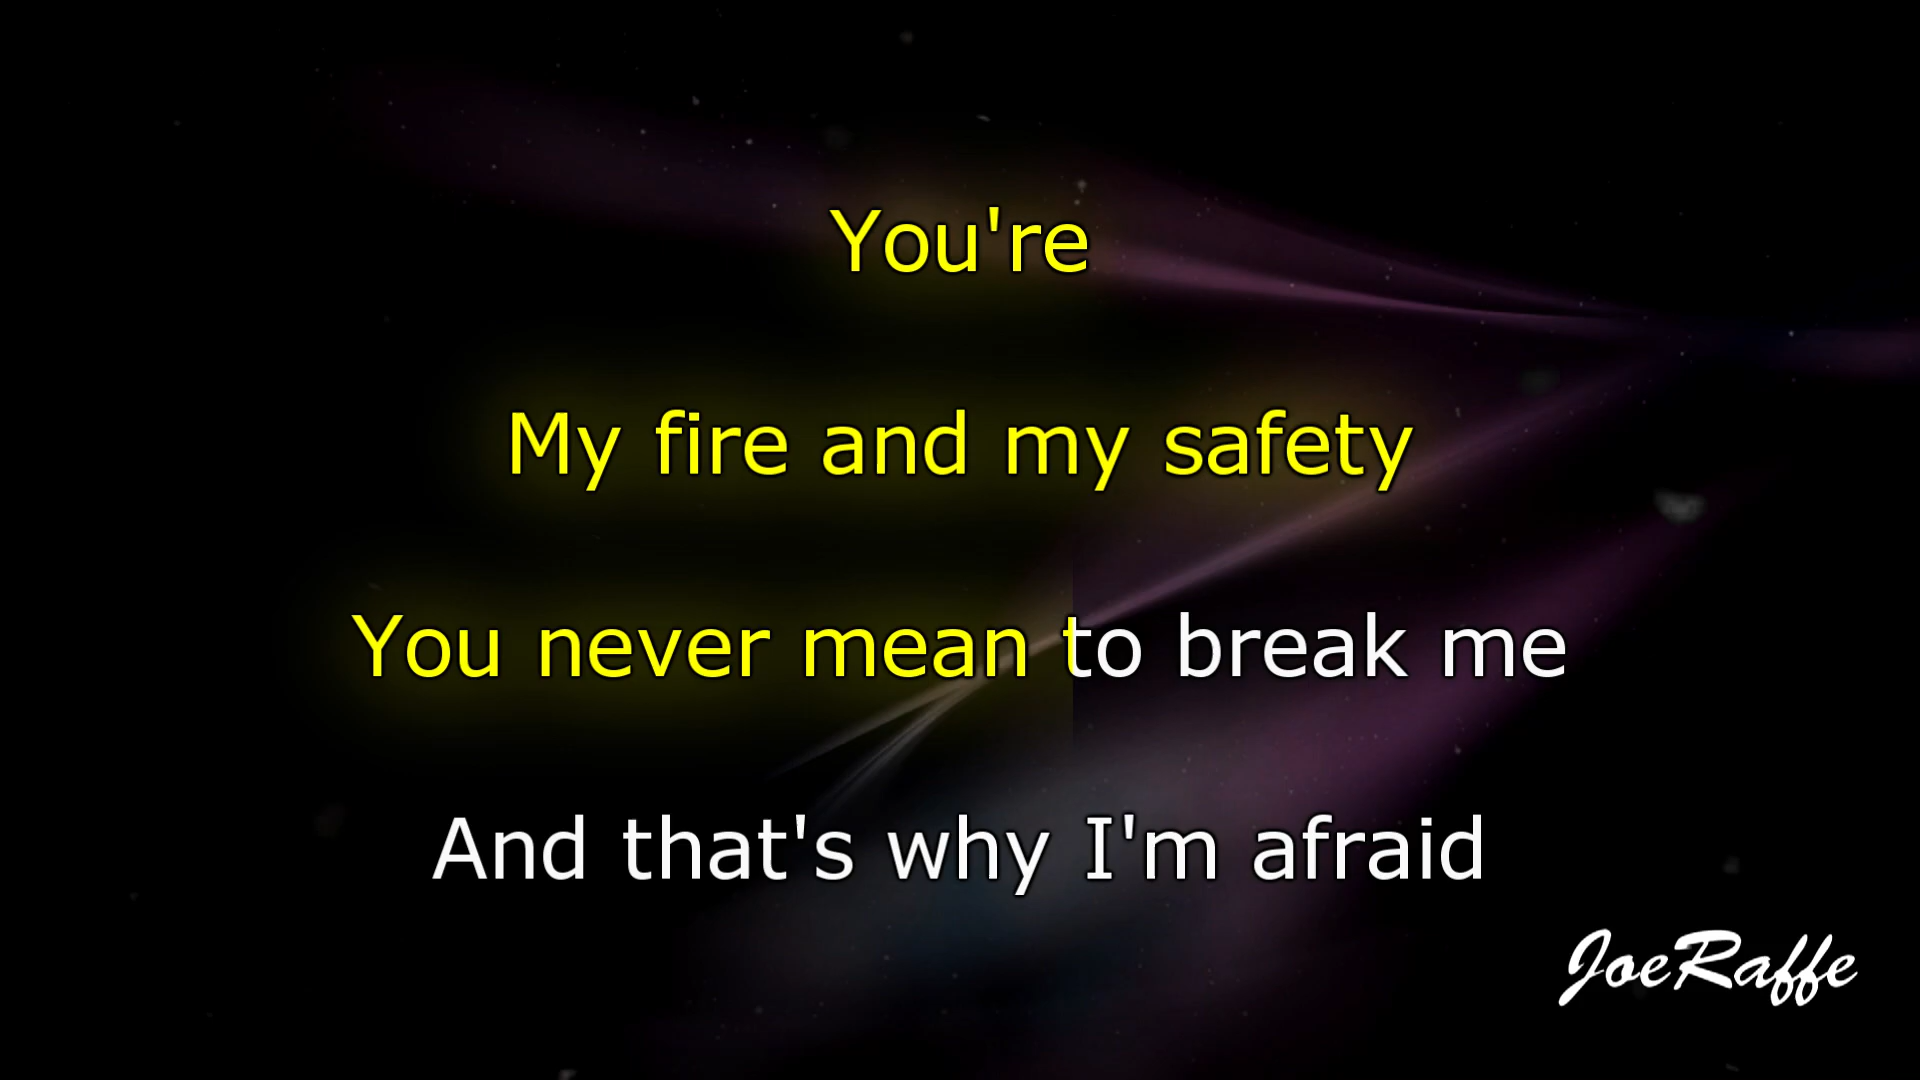 You're
My fire and my safety
You never mean to break me
And that's why I'm afraid
JoeRaffe